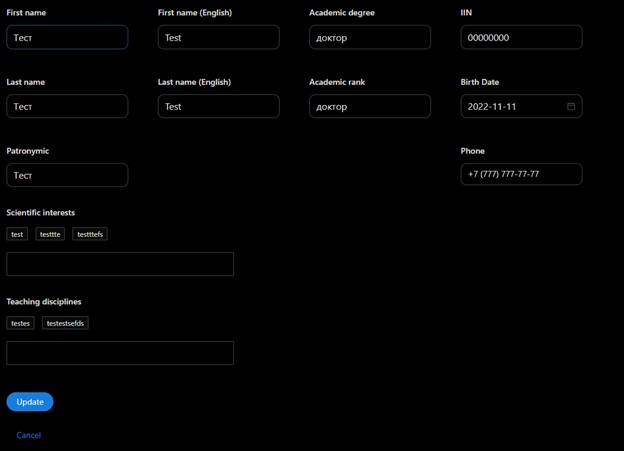 First name First name (English) Academic degree IIN
Тест Test доктор 00000000
Last name Last name (English) Academic rank Birth Date
Тест Test доктор 2022-11-11
Patronymic Phone
Тест +7 (777) 777-77-77
Scientific interests
test testtte testttefs
Teaching disciplines
testes testestsefds
Update
Cancel